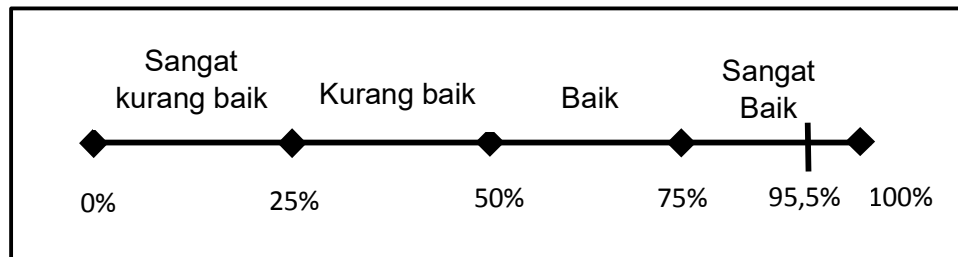 Sangat
kurang baik
Kurang baik
Baik
Sangat
Baik
0%
25%
50%
75%
95,5%
100%